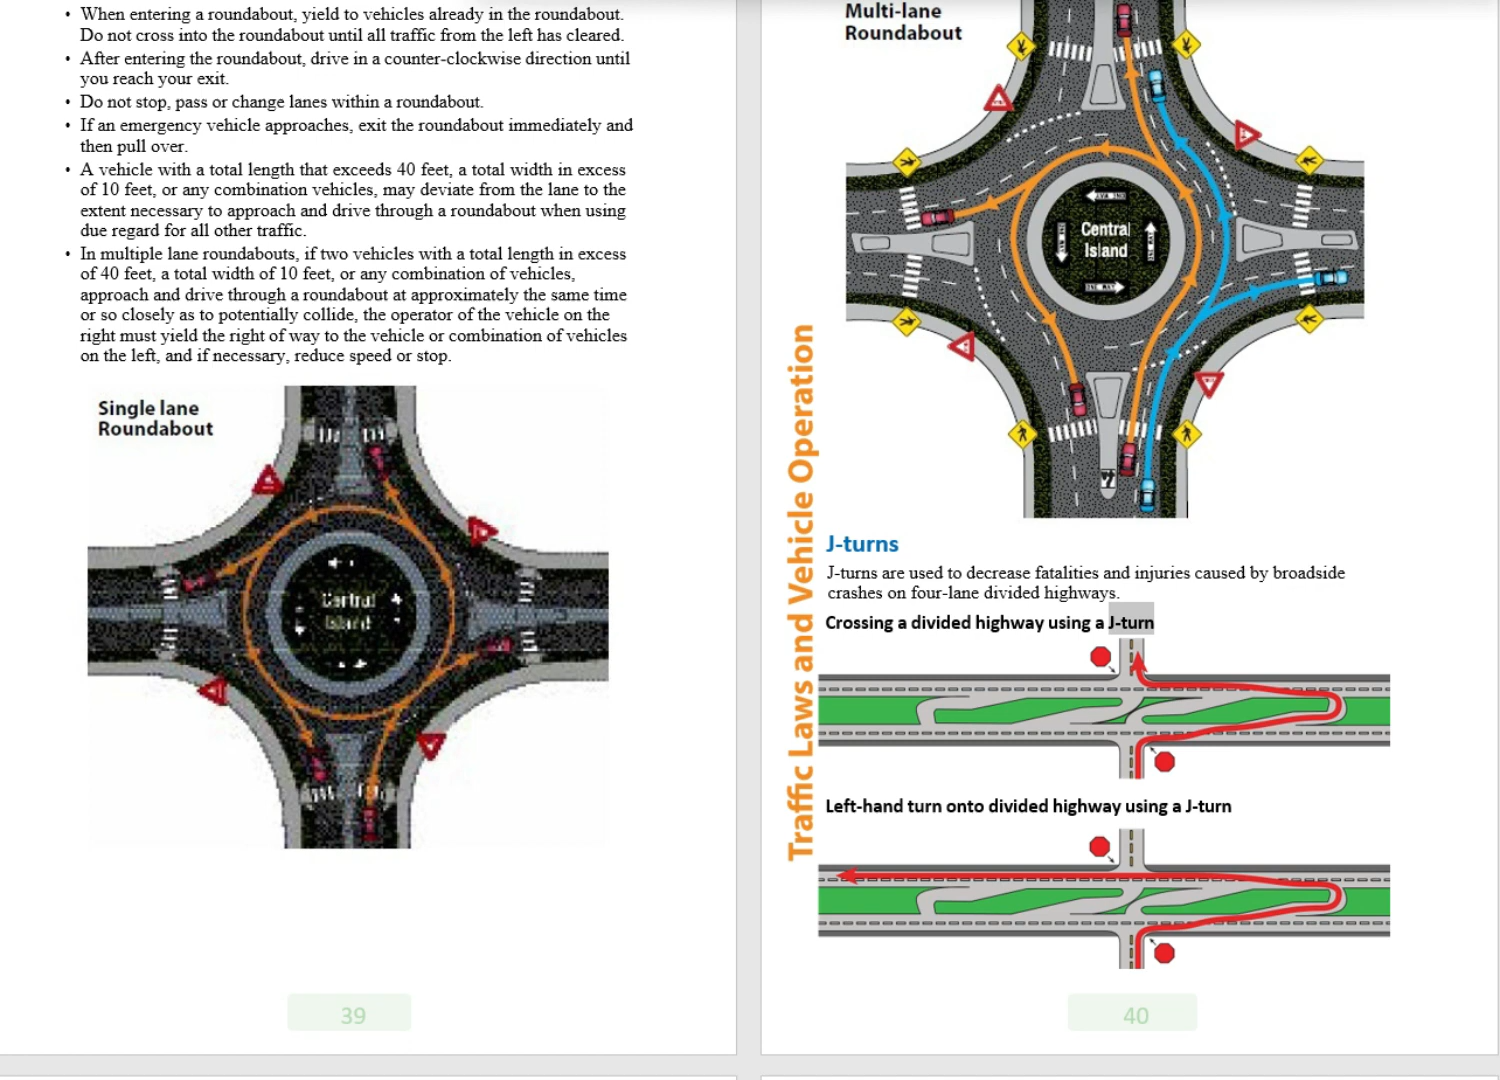 • When entering a roundabout, yield to vehicles already in the roundabout.
Do not cross into the roundabout until all traffic from the left has cleared.
• After entering the roundabout, drive in a counter-clockwise direction until
you reach your exit.
• Do not stop, pass or change lanes within a roundabout.
• If an emergency vehicle approaches, exit the roundabout immediately and
then pull over.
• A vehicle with a total length that exceeds 40 feet, a total width in excess
of 10 feet, or any combination vehicles, may deviate from the lane to the
extent necessary to approach and drive through a roundabout when using
due regard for all other traffic.
• In multiple lane roundabouts, if two vehicles with a total length in excess
of 40 feet, a total width of 10 feet, or any combination of vehicles,
approach and drive through a roundabout at approximately the same time
or so closely as to potentially collide, the operator of the vehicle on the
right must yield the right of way to the vehicle or combination of vehicles
on the left, and if necessary, reduce speed or stop.
Single lane
Roundabout
Central
Island
39
Multi-lane
Roundabout
ONE WAY
Central
Island
ONE WAY
ONE WAY
ONE WAY
Traffic Laws and Vehicle Operation
J-turns
J-turns are used to decrease fatalities and injuries caused by broadside
crashes on four-lane divided highways.
Crossing a divided highway using a J-turn
Left-hand turn onto divided highway using a J-turn
40